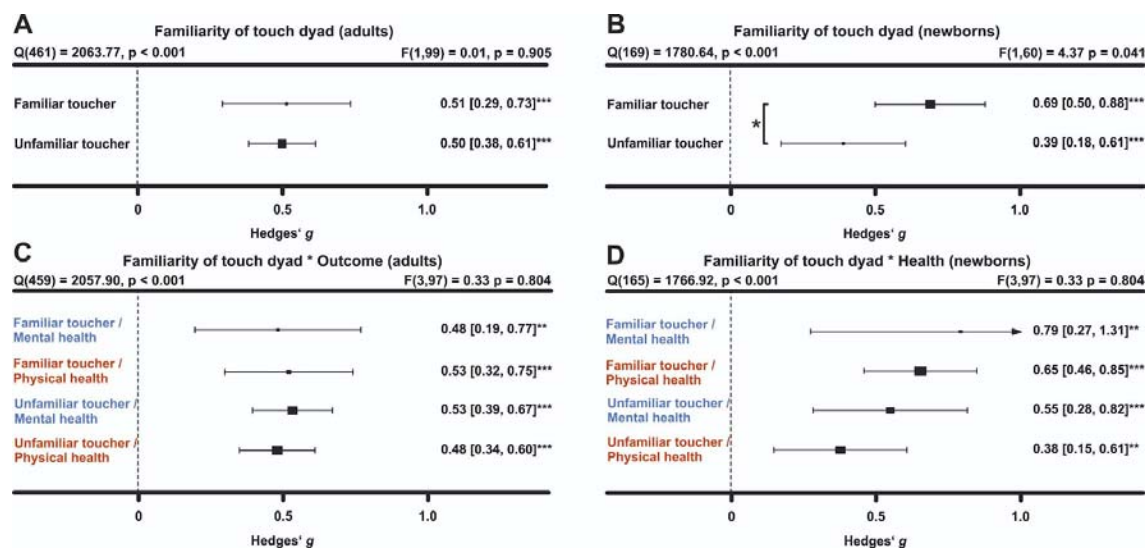 A
Familiarity of touch dyad (adults)
Q(461) = 2063.77, p < 0.001 F(1,99) = 0.01, p = 0.905
Familiar toucher 0.51 [0.29, 0.73]***
Unfamiliar toucher 0.50 [0.38, 0.61]***
0 0.5 1.0
Hedges‘ g
B
Familiarity of touch dyad (newborns)
Q(169) = 1780.64, p < 0.001 F(1,60) = 4.37 p = 0.041
Familiar toucher 0.69 [0.50, 0.88]***
*
Unfamiliar toucher 0.39 [0.18, 0.61]***
0 0.5 1.0
Hedges‘ g
C
Familiarity of touch dyad * Outcome (adults)
Q(459) = 2057.90, p < 0.001 F(3,97) = 0.33 p = 0.804
Familiar toucher /
Mental health 0.48 [0.19, 0.77]**
Familiar toucher /
Physical health 0.53 [0.32, 0.75]***
Unfamiliar toucher /
Mental health 0.53 [0.39, 0.67]***
Unfamiliar toucher /
Physical health 0.48 [0.34, 0.60]***
0 0.5 1.0
Hedges‘ g
D
Familiarity of touch dyad * Health (newborns)
Q(165) = 1766.92, p < 0.001 F(3,97) = 0.33 p = 0.804
Familiar toucher /
Mental health 0.79 [0.27, 1.31]**
Familiar toucher /
Physical health 0.65 [0.46, 0.85]***
Unfamiliar toucher /
Mental health 0.55 [0.28, 0.82]***
Unfamiliar toucher /
Physical health 0.38 [0.15, 0.61]**
0 0.5 1.0
Hedges‘ g